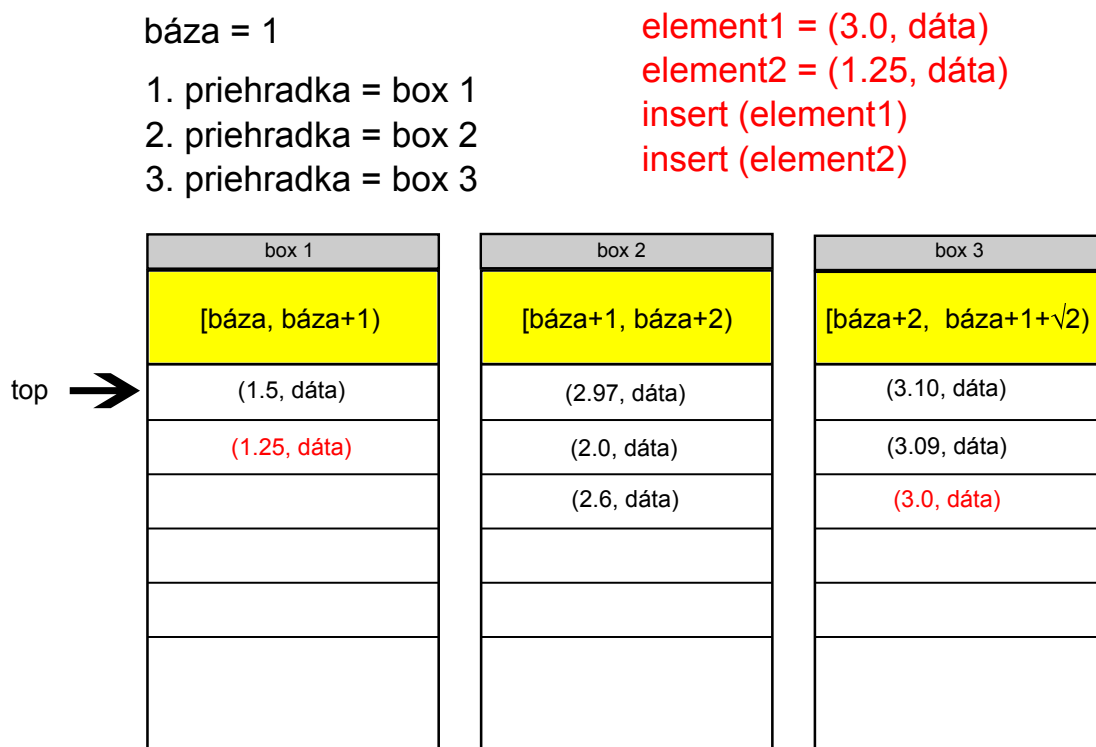 báza = 1
1. priehradka = box 1
2. priehradka = box 2
3. priehradka = box 3
element1 = (3.0, dáta)
element2 = (1.25, dáta)
insert (element1)
insert (element2)
box 1
[báza, báza+1)
top
(1.5, dáta)
(1.25, dáta)
box 2
[báza+1, báza+2)
(2.97, dáta)
(2.0, dáta)
(2.6, dáta)
box 3
[báza+2, báza+1+√2)
(3.10, dáta)
(3.09, dáta)
(3.0, dáta)